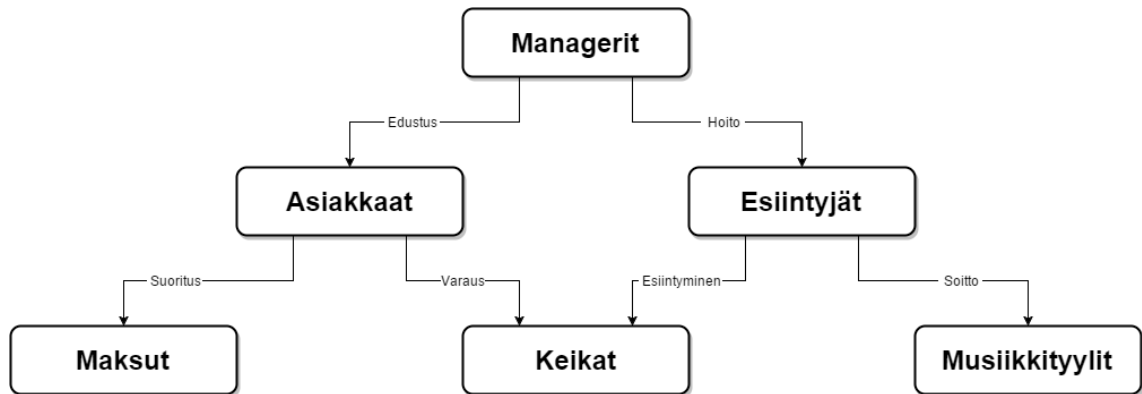 Managerit
Edustus
Hoito
Asiakkaat
Esiintyjät
Suoritus
Varaus
Esiintyminen
Soitto
Maksut
Keikat
Musiikkityylit